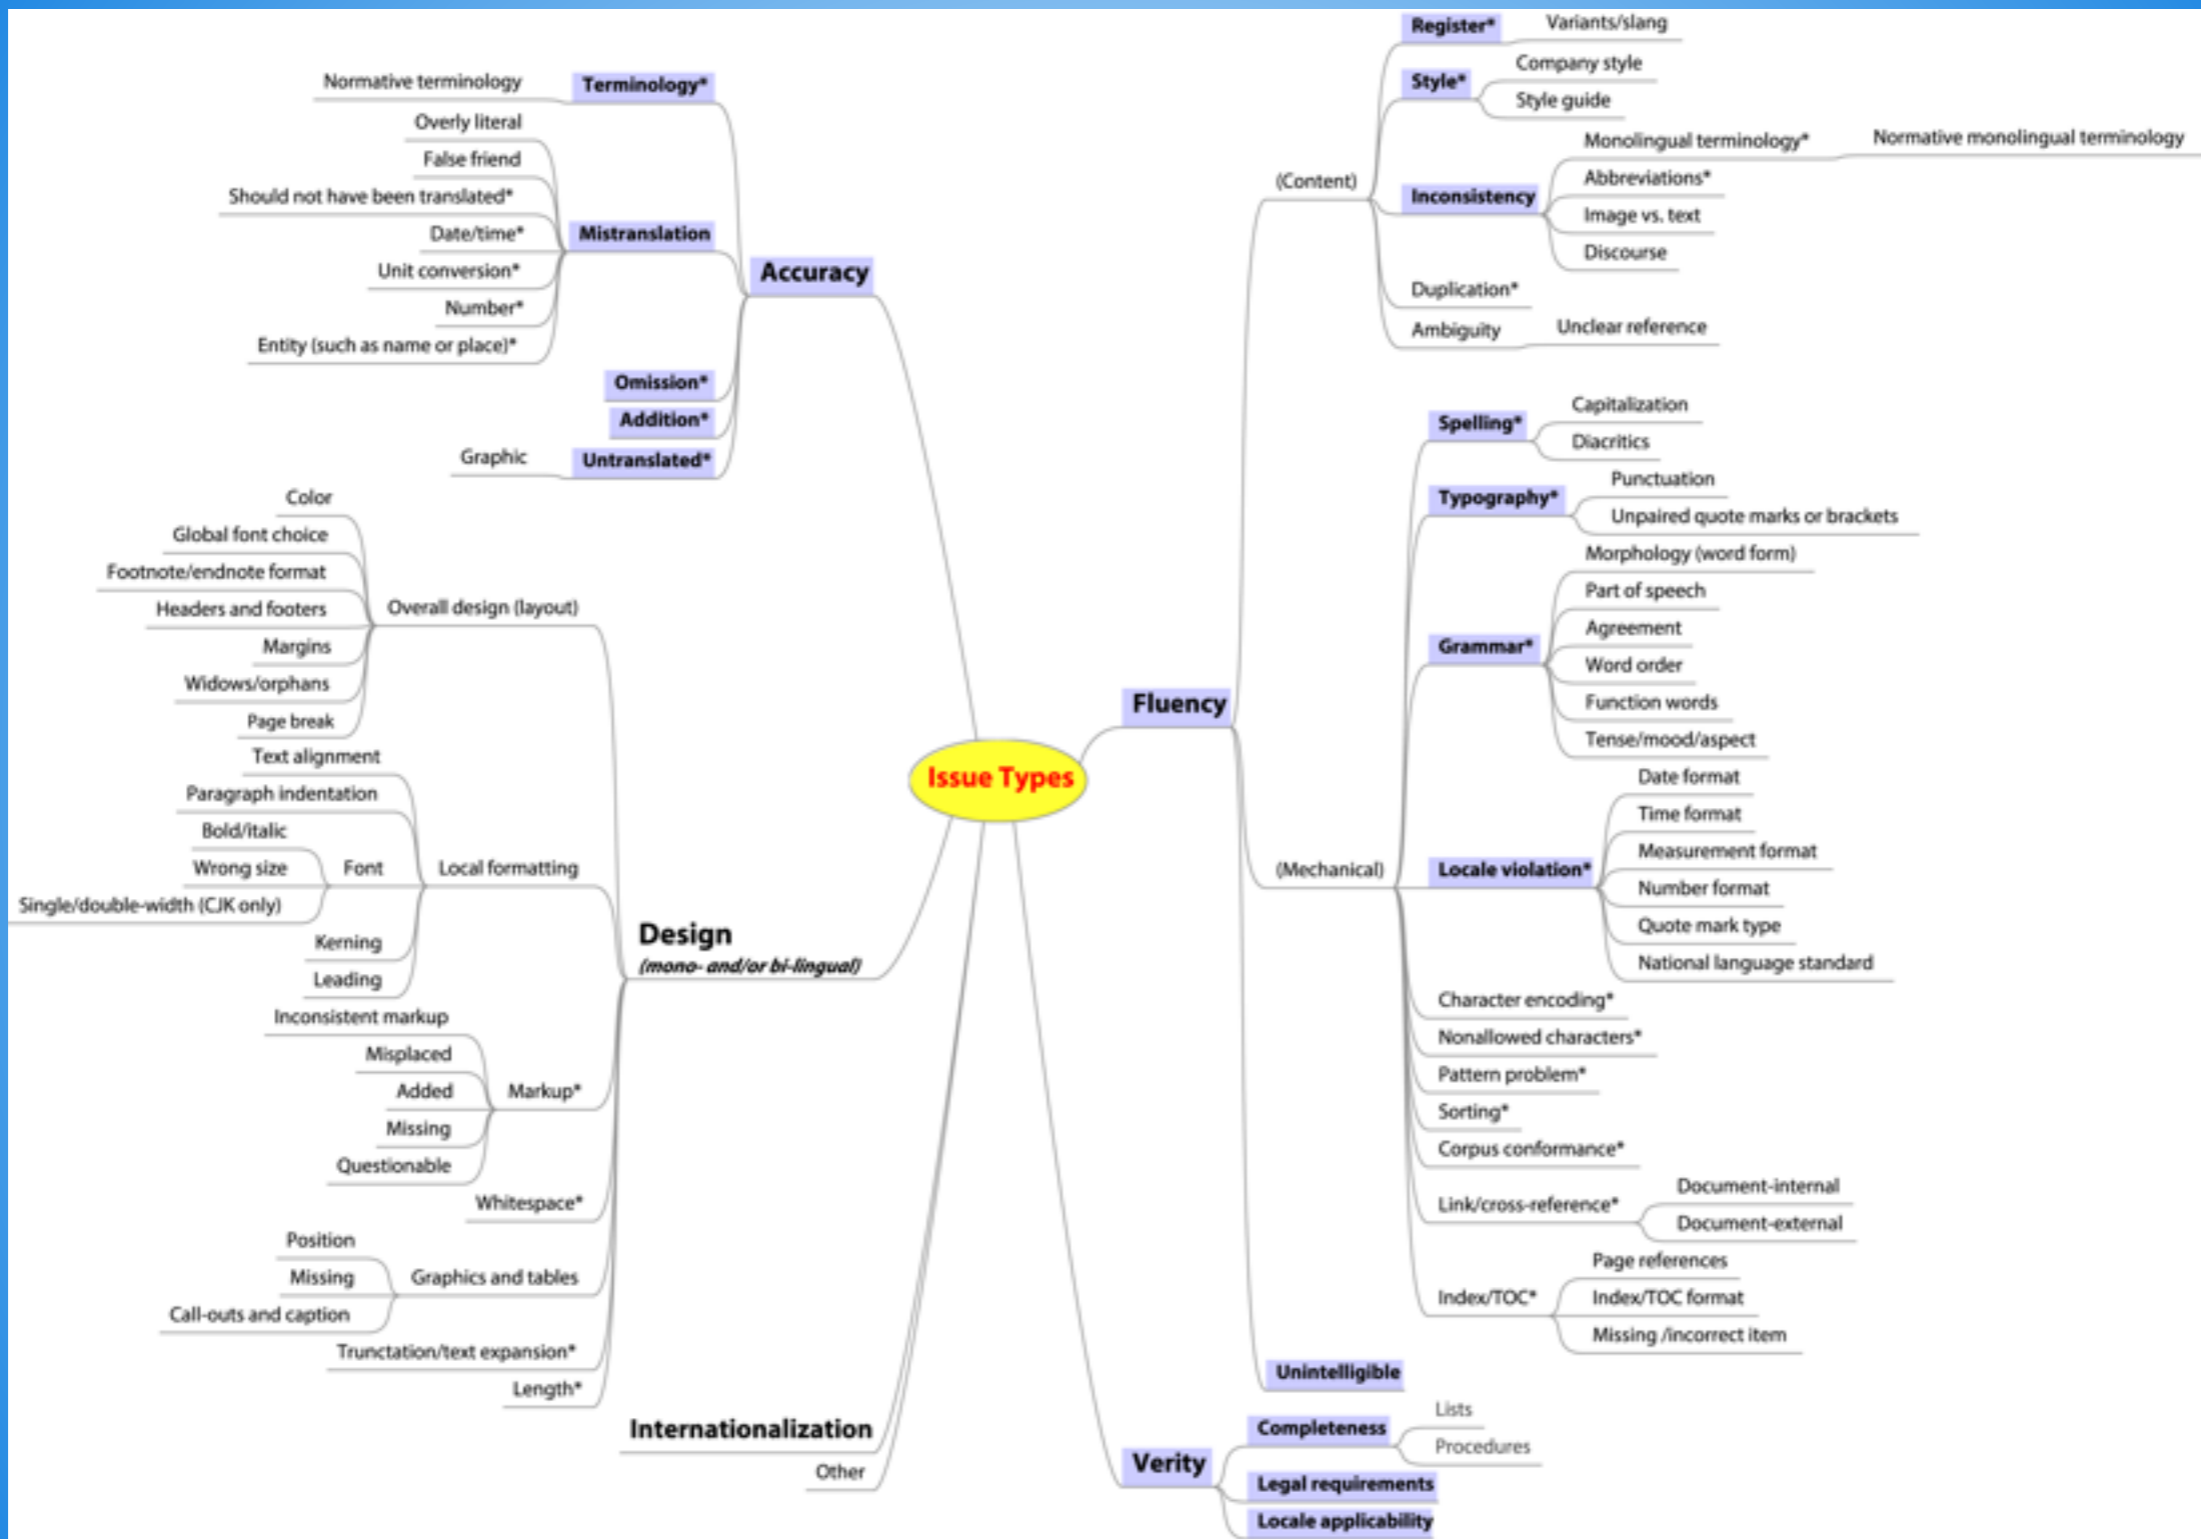 Issue Types
Accuracy
Terminology*
Normative terminology
Mistranslation
Overly literal
False friend
Should not have been translated*
Date/time*
Unit conversion*
Number*
Entity (such as name or place)*
Omission*
Addition*
Untranslated*
Graphic
Design
(mono- and/or bi-lingual)
Overall design (layout)
Color
Global font choice
Footnote/endnote format
Headers and footers
Margins
Widows/orphans
Page break
Local formatting
Text alignment
Paragraph indentation
Font
Bold/italic
Wrong size
Single/double-width (CJK only)
Kerning
Leading
Markup*
Inconsistent markup
Misplaced
Added
Missing
Questionable
Whitespace*
Graphics and tables
Position
Missing
Call-outs and caption
Trunctation/text expansion*
Length*
Internationalization
Other
Fluency
(Content)
Register*
Variants/slang
Style*
Company style
Style guide
Inconsistency
Monolingual terminology*
Normative monolingual terminology
Abbreviations*
Image vs. text
Discourse
Duplication*
Ambiguity
Unclear reference
(Mechanical)
Spelling*
Capitalization
Diacritics
Typography*
Punctuation
Unpaired quote marks or brackets
Grammar*
Morphology (word form)
Part of speech
Agreement
Word order
Function words
Tense/mood/aspect
Locale violation*
Date format
Time format
Measurement format
Number format
Quote mark type
National language standard
Character encoding*
Nonallowed characters*
Pattern problem*
Sorting*
Corpus conformance*
Link/cross-reference*
Document-internal
Document-external
Index/TOC*
Page references
Index/TOC format
Missing /incorrect item
Unintelligible
Verity
Completeness
Lists
Procedures
Legal requirements
Locale applicability